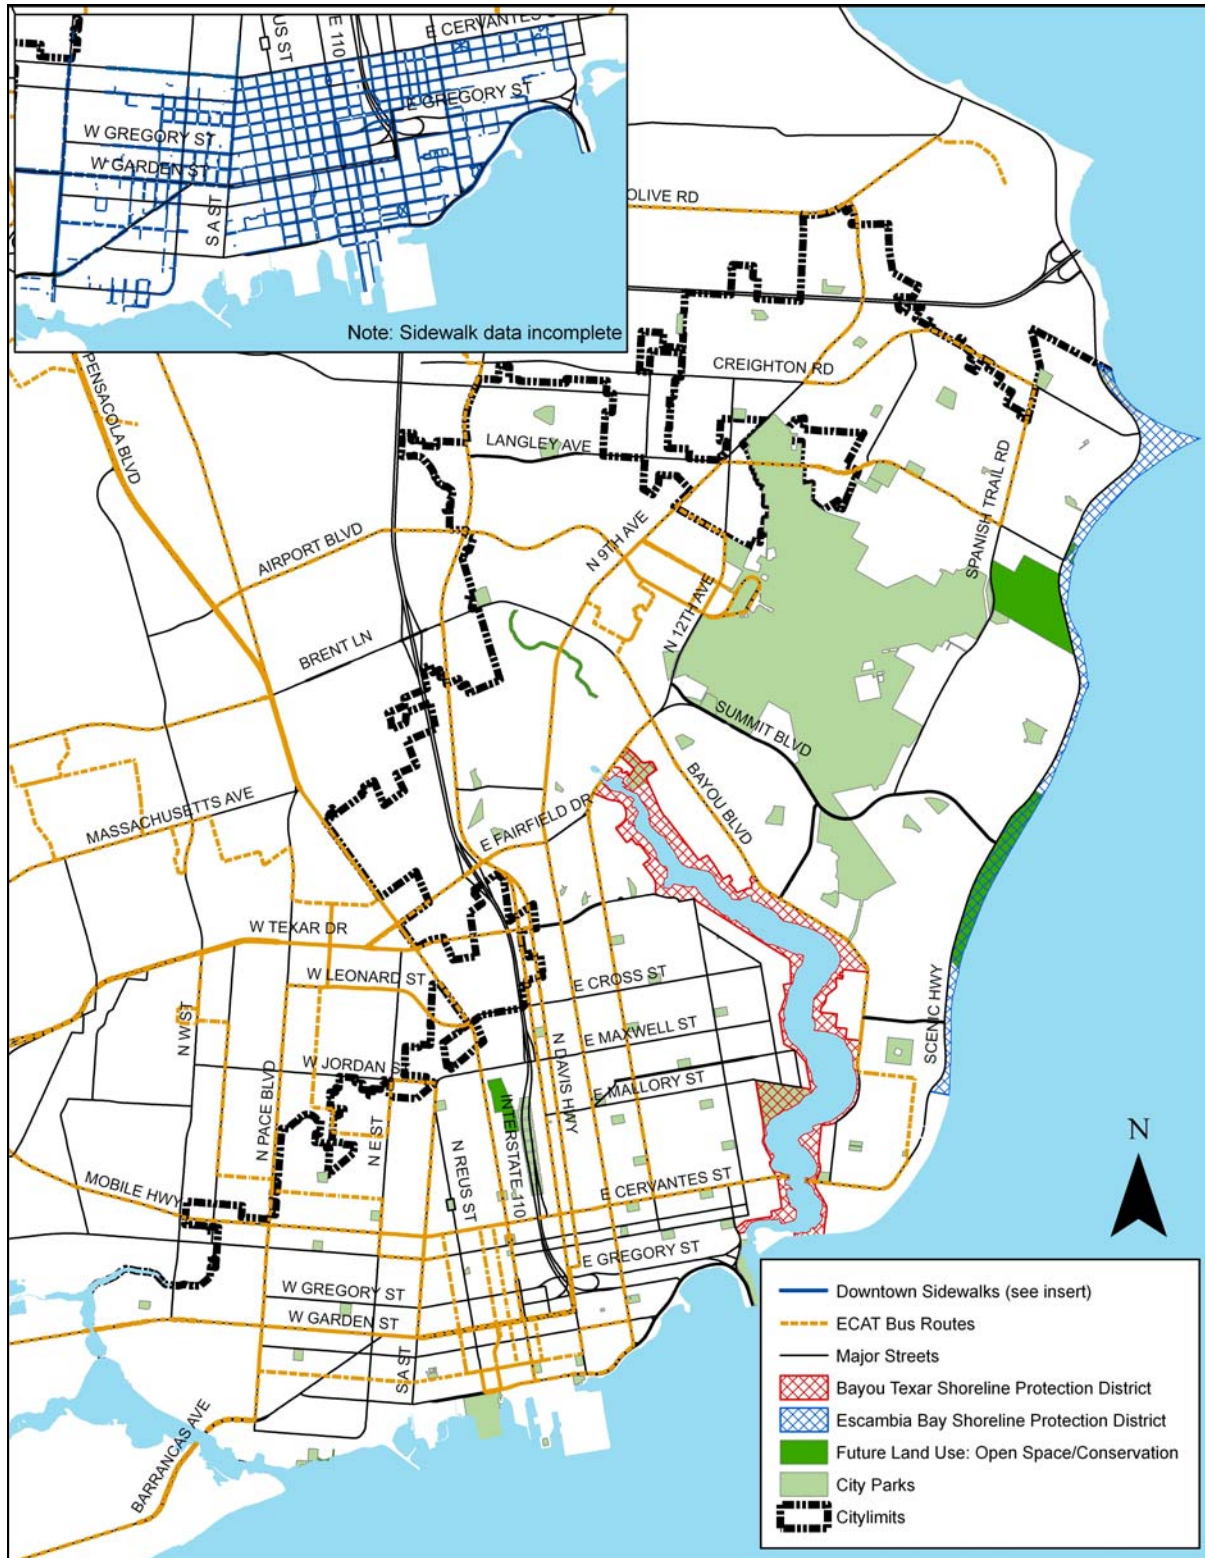 E CERVANTES
US ST
E 110
E GREGORY ST
W GREGORY ST
W GARDEN ST
S A ST
Note: Sidewalk data incomplete
OLIVE RD
CREIGHTON RD
PENSACOLA BLVD
LANGLEY AVE
SPANISH TRAIL RD
N 9TH AVE
AIRPORT BLVD
N 12TH AVE
BRENT LN
SUMMIT BLVD
BAYOU BLVD
MASSACHUSETTS AVE
E FAIRFIELD DR
W TEXAR DR
W LEONARD ST
E CROSS ST
SCENIC HWY
N W ST
E MAXWELL ST
N DAVIS HWY
W JORDAN S
E MALLORY ST
N PACE BLVD
INTERSTATE 110
N E ST
N REUS ST
MOBILE HWY
E CERVANTES ST
N
E GREGORY ST
W GREGORY ST
W GARDEN ST
S A ST
BARRANCAS AVE
Downtown Sidewalks (see insert)
ECAT Bus Routes
Major Streets
Bayou Texar Shoreline Protection District
Escambia Bay Shoreline Protection District
Future Land Use: Open Space/Conservation
City Parks
Citylimits